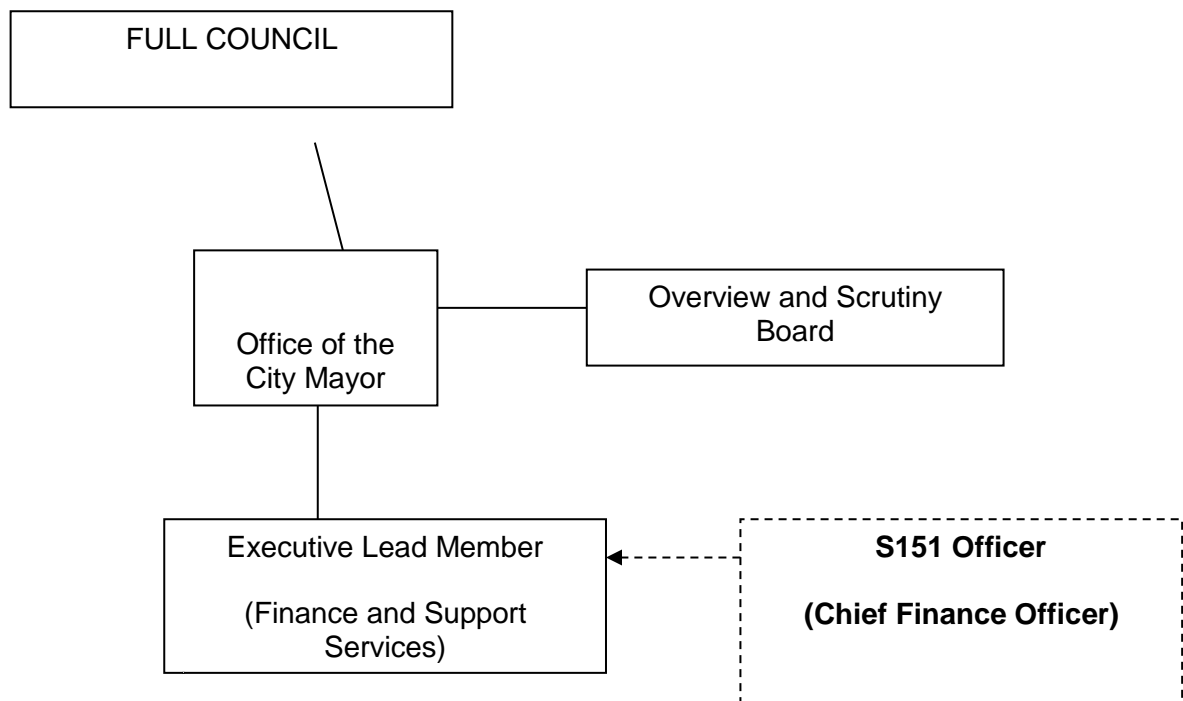 FULL COUNCIL
Office of the
City Mayor
Overview and Scrutiny
Board
Executive Lead Member
(Finance and Support
Services)
S151 Officer
(Chief Finance Officer)